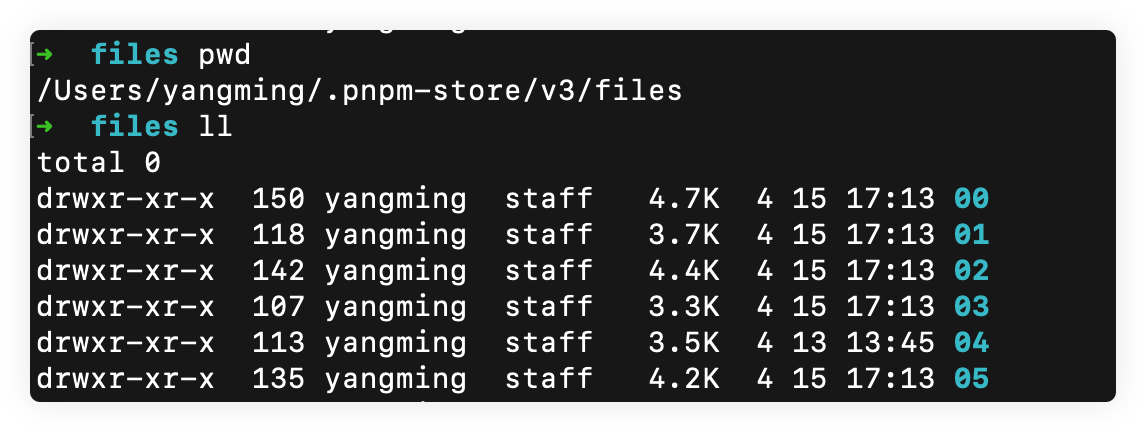 ➜ files pwd
/Users/yangming/.pnpm-store/v3/files
➜ files ll
total 0
drwxr-xr-x 150 yangming staff 4.7K 4 15 17:13 00
drwxr-xr-x 118 yangming staff 3.7K 4 15 17:13 01
drwxr-xr-x 142 yangming staff 4.4K 4 15 17:13 02
drwxr-xr-x 107 yangming staff 3.3K 4 15 17:13 03
drwxr-xr-x 113 yangming staff 3.5K 4 13 13:45 04
drwxr-xr-x 135 yangming staff 4.2K 4 15 17:13 05